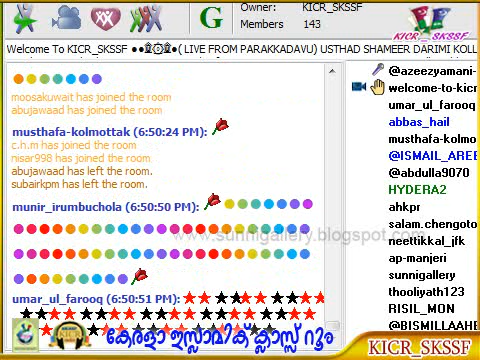 Owner: KICR_SKSSF
Members 143
KICR_SKSSF
Welcome To KICR_SKSSF ●●۩۞۩●( LIVE FROM PARAKKADAVU) USTHAD SHAMEER DARIMI KOLL
moosakuwait has joined the room
abujawaad has joined the room
musthafa-kolmottak (6:50:24 PM):
c.h.m has joined the room
nisar998 has joined the room
abujawaad has left the room.
subairkpm has left the room.
munir_irumbuchola (6:50:50 PM):
www.sunnigallery.blogspot.com
umar_ul_farooq (6:50:51 PM):
@azeezyamani-
welcome-to-kicr
umar_ul_farooq
abbas_hail
musthafa-kolmo
@ISMAIL_AREE
@abdulla9070
HYDERA2
ahkpr
salam.chengoto
neettikkal_jfk
ap-manjeri
sunnigallery
thooliyath123
RISIL_MON
@BISMILLAAHE
KICR
കേരളാ ഇസ്ലാമിക് ക്ലാസ്സ് റൂം
KICR_SKSSF